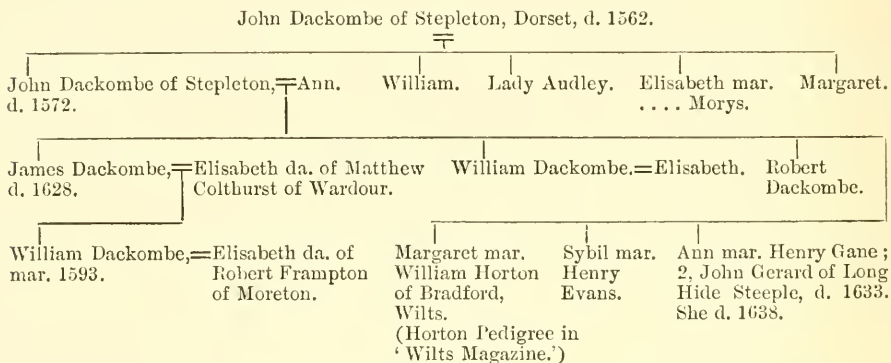 John Dackombe of Stepleton, Dorset, d. 1562.
John Dackombe of Stepleton,
d. 1572.
Ann.
William.
Lady Audley.
Elisabeth mar.
.... Morys.
Margaret.
James Dackombe,
d. 1628.
Elisabeth da. of Matthew
Colthurst of Wardour.
William Dackombe.=Elisabeth.
Robert
Dackombe.
William Dackombe,
mar. 1593.
=Elisabeth da. of
Robert Frampton
of Moreton.
Margaret mar.
William Horton
of Bradford,
Wilts.
(Horton Pedigree in
‘ Wilts Magazine.’)
Sybil mar.
Henry
Evans.
Ann mar. Henry Gane ;
2, John Gerard of Long
Hide Steeple, d. 1633.
She d. 1638.